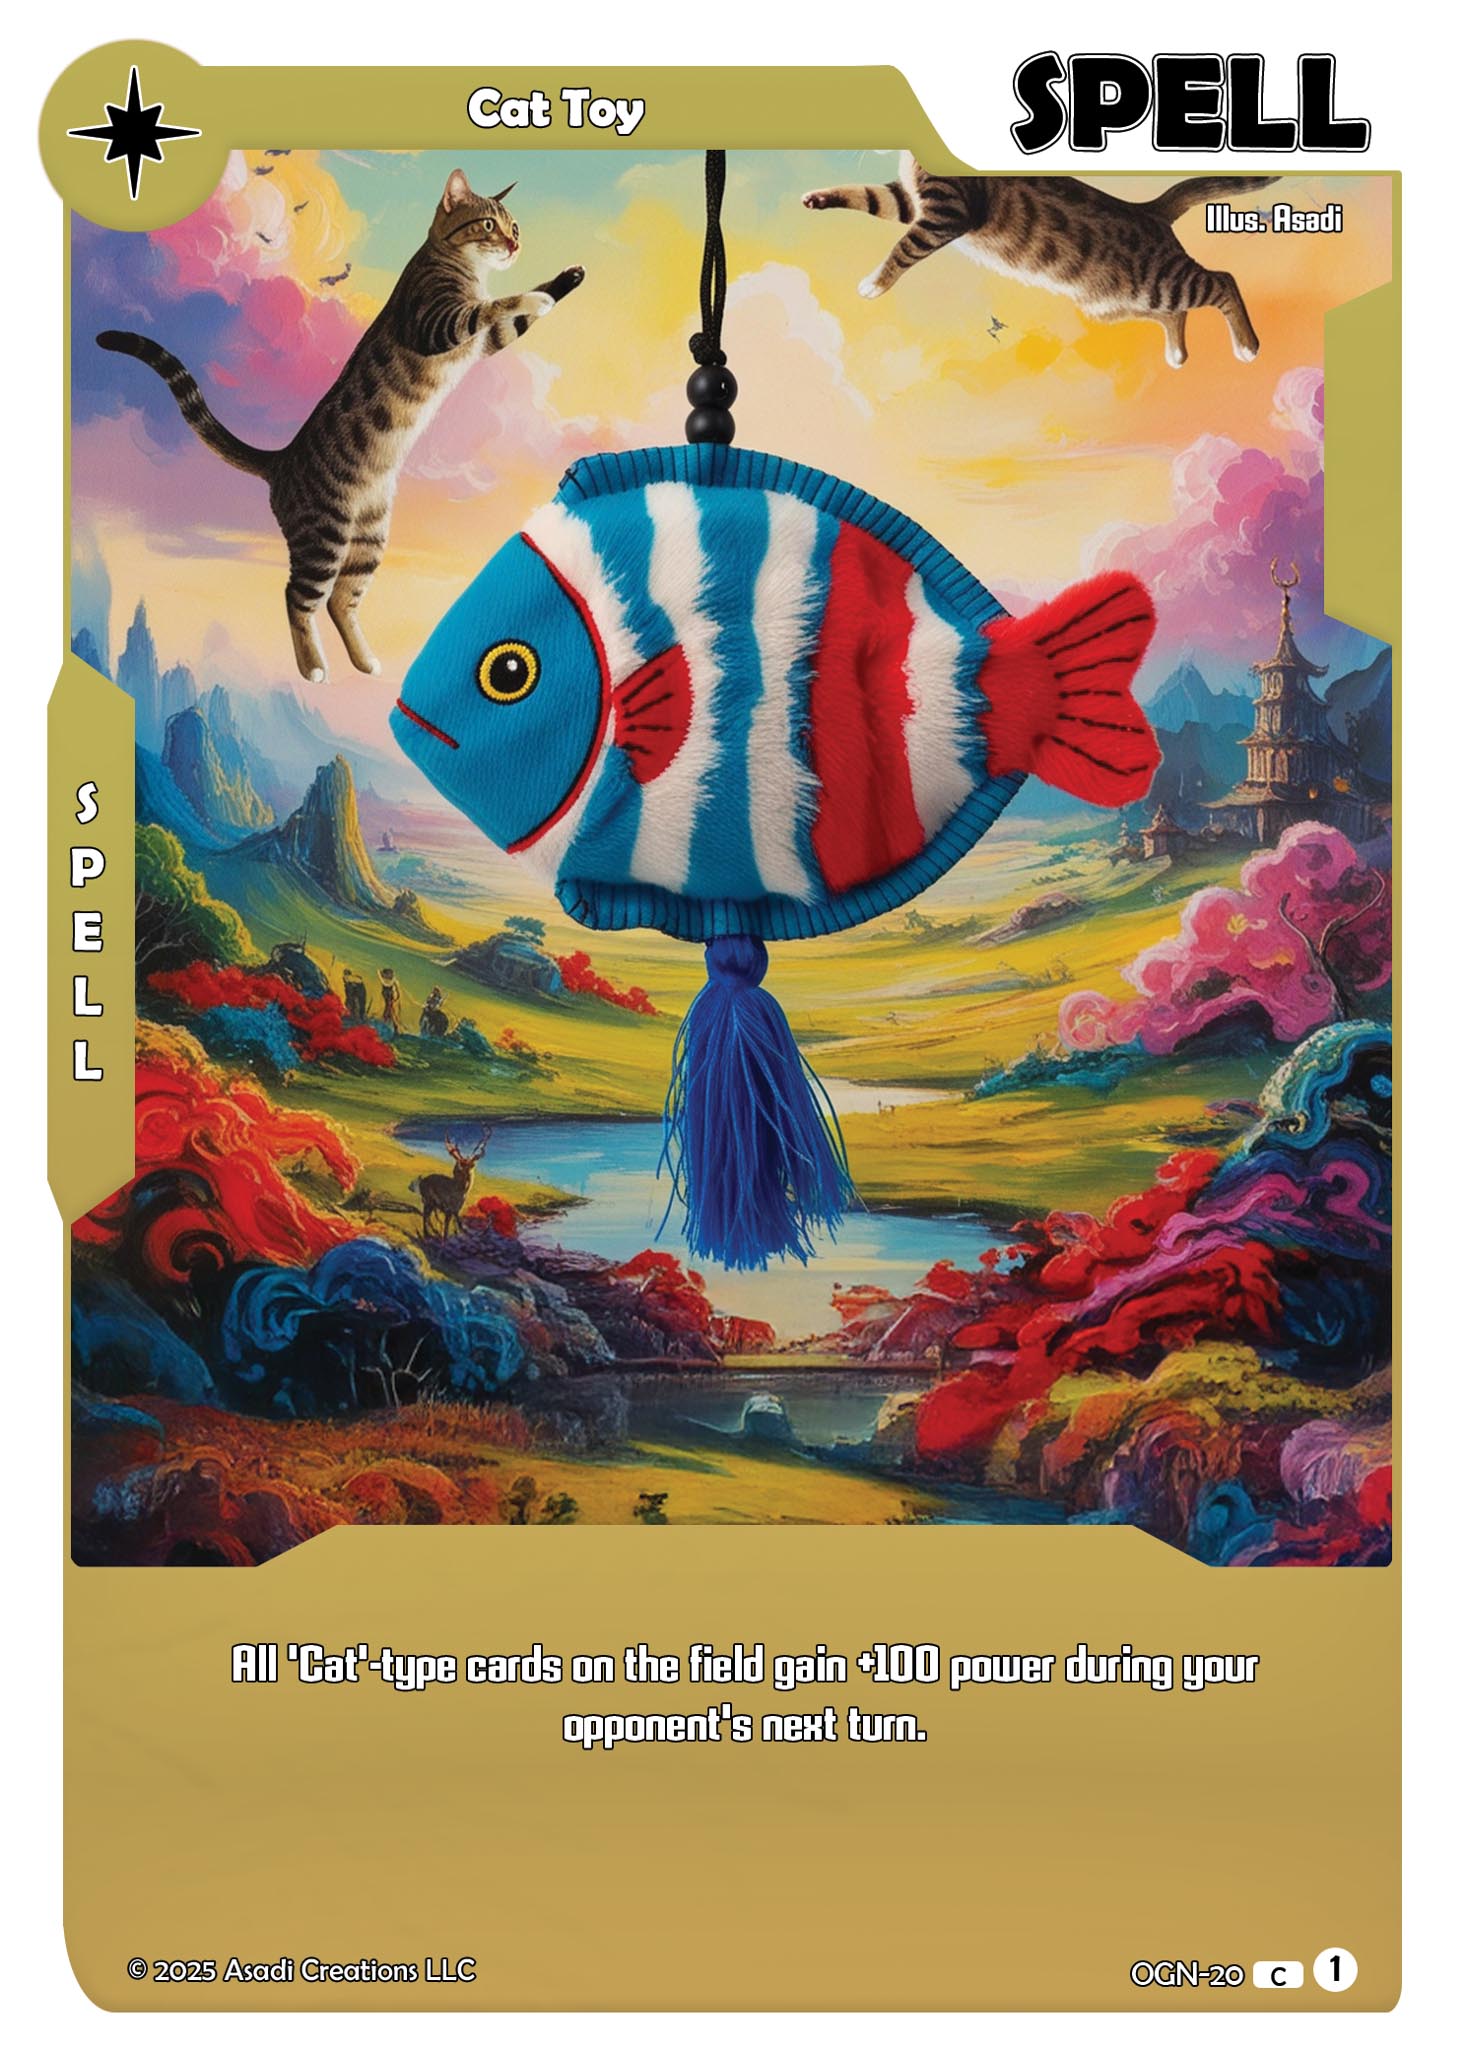 Cat Toy
SPELL
Illus. Asadi
SPELL
All 'Cat'-type cards on the field gain +100 power during your
opponent's next turn.
© 2025 Asadi Creations LLC
OGN-20 C 1